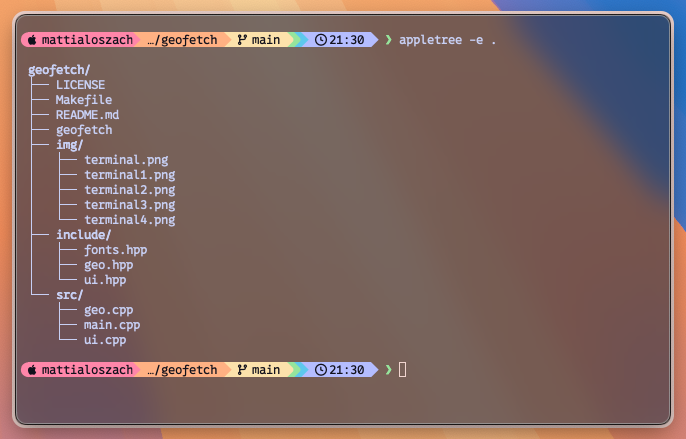 mattialoszach …/geofetch main 21:30 ❯ appletree -e .
geofetch/
├── LICENSE
├── Makefile
├── README.md
├── geofetch
├── img/
│   ├── terminal.png
│   ├── terminal1.png
│   ├── terminal2.png
│   ├── terminal3.png
│   └── terminal4.png
├── include/
│   ├── fonts.hpp
│   ├── geo.hpp
│   └── ui.hpp
└── src/
    ├── geo.cpp
    ├── main.cpp
    └── ui.cpp
mattialoszach …/geofetch main 21:30 ❯